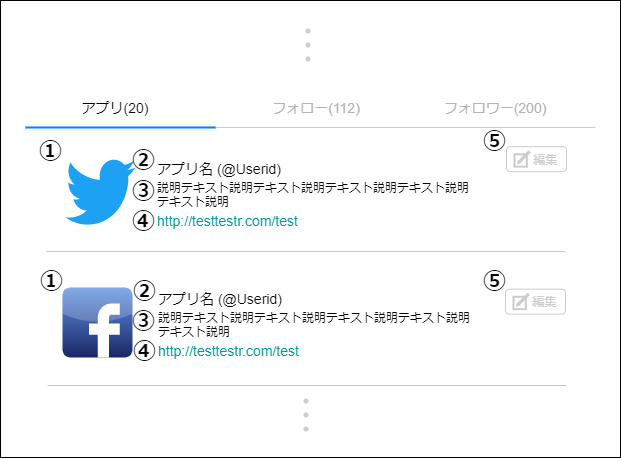 アプリ(20) フォロー(112) フォロワー(200)
① ② アプリ名 (@Userid) ⑤ 編集
③ 説明テキスト説明テキスト説明テキスト説明テキスト説明
テキスト説明
④ http://testtestr.com/test
① ② アプリ名 (@Userid) ⑤ 編集
③ 説明テキスト説明テキスト説明テキスト説明テキスト説明
テキスト説明
④ http://testtestr.com/test